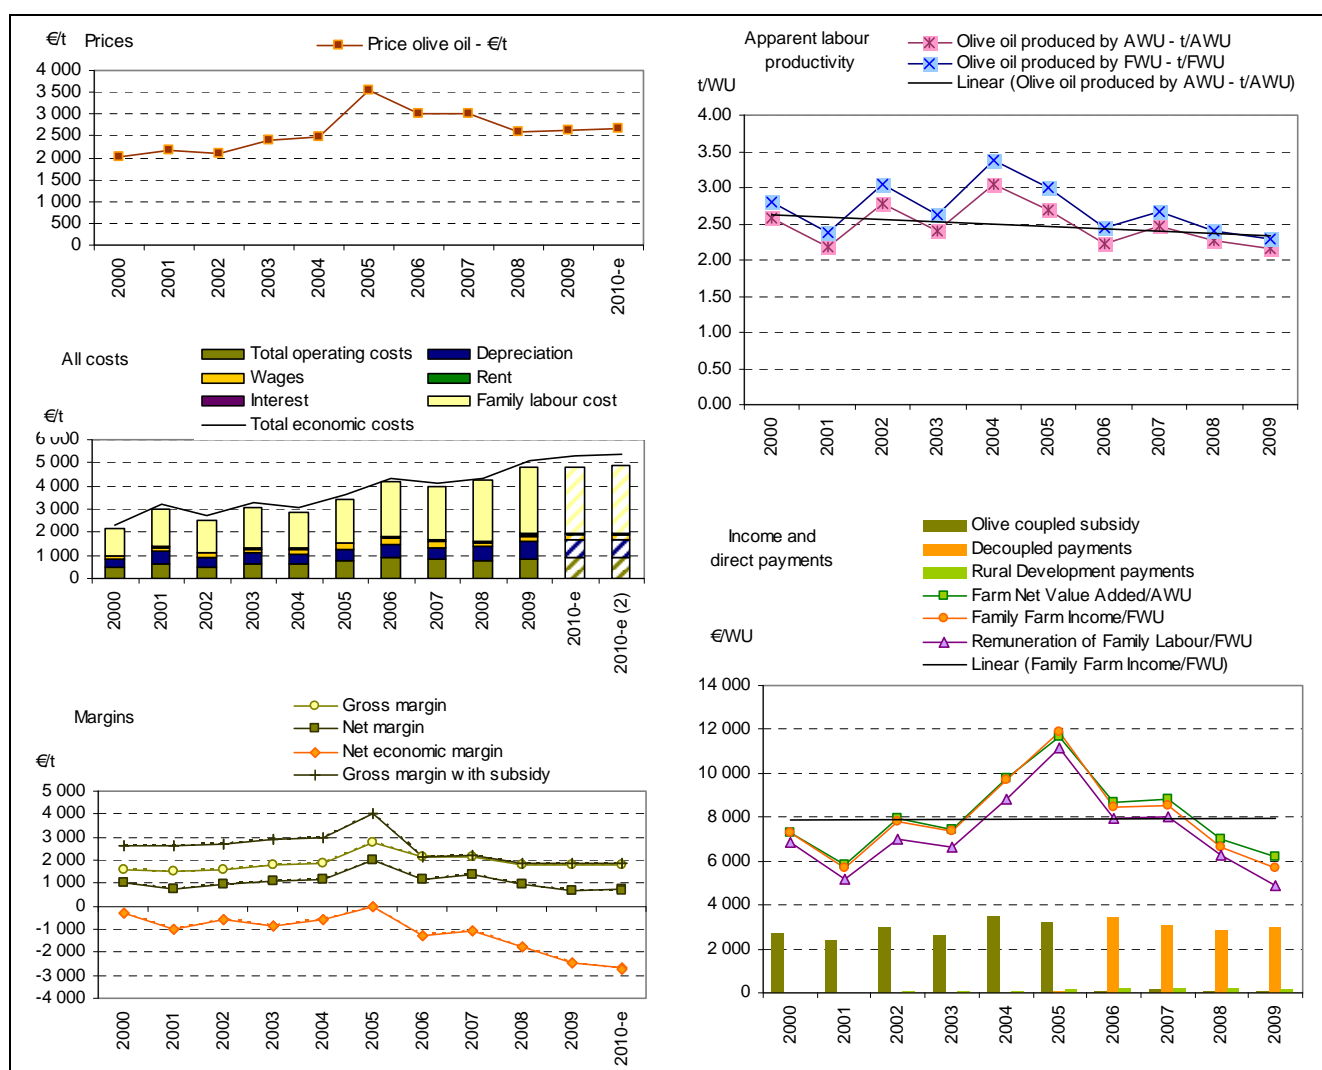 €/t Prices
Price olive oil - €/t
4 000
3 500
3 000
2 500
2 000
1 500
1 000
500
0
2000
2001
2002
2003
2004
2005
2006
2007
2008
2009
2010-e
All costs
Total operating costs
Depreciation
Wages
Rent
Interest
Family labour cost
Total economic costs
€/t
6 000
5 000
4 000
3 000
2 000
1 000
0
2000
2001
2002
2003
2004
2005
2006
2007
2008
2009
2010-e
2010-e (2)
Margins
Gross margin
Net margin
Net economic margin
Gross margin with subsidy
€/t
5 000
4 000
3 000
2 000
1 000
0
-1 000
-2 000
-3 000
-4 000
2000
2001
2002
2003
2004
2005
2006
2007
2008
2009
2010-e
Apparent labour
productivity
Olive oil produced by AWU - t/AWU
Olive oil produced by FWU - t/FWU
Linear (Olive oil produced by AWU - t/AWU)
t/WU
4.00
3.50
3.00
2.50
2.00
1.50
1.00
0.50
0.00
2000
2001
2002
2003
2004
2005
2006
2007
2008
2009
Income and
direct payments
Olive coupled subsidy
Decoupled payments
Rural Development payments
Farm Net Value Added/AWU
Family Farm Income/FWU
Remuneration of Family Labour/FWU
Linear (Family Farm Income/FWU)
€/WU
14 000
12 000
10 000
8 000
6 000
4 000
2 000
0
2000
2001
2002
2003
2004
2005
2006
2007
2008
2009